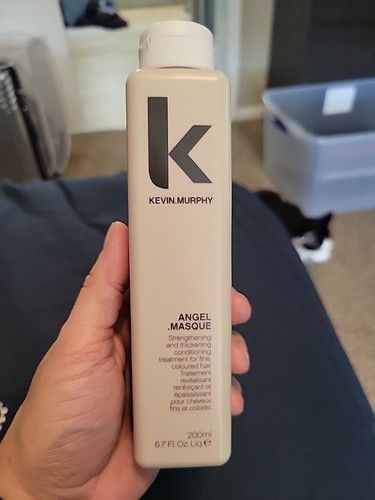 k
KEVIN.MURPHY
ANGEL
.MASQUE
Strengthening
and thickening
conditioning
treatment for fine,
coloured hair
Traitement
revitalisant
renforçant et
épaississant
pour cheveux
fins et colorés
200ml
6.7 Fl.Oz. Liq ℮